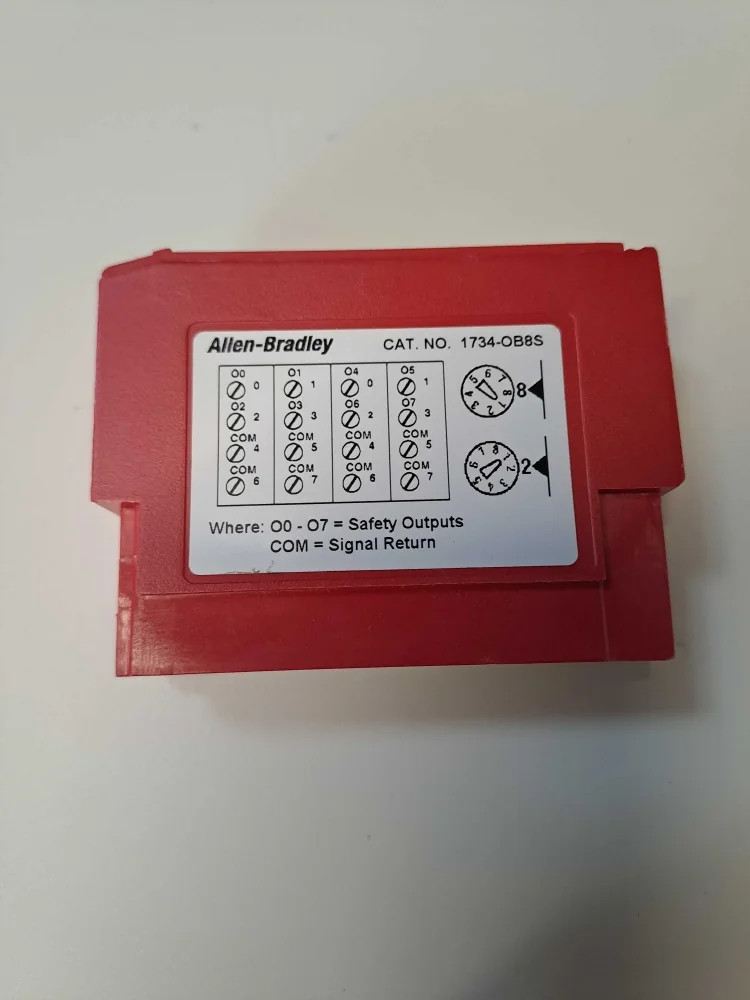 Allen-Bradley CAT. NO. 1734-OB8S
O0 O1 O4 O5
0 1 0 1
O2 O3 O6 O7
2 3 2 3
COM COM COM COM
4 5 4 5
COM COM COM COM
6 7 6 7
8
2
Where: O0 - O7 = Safety Outputs
COM = Signal Return